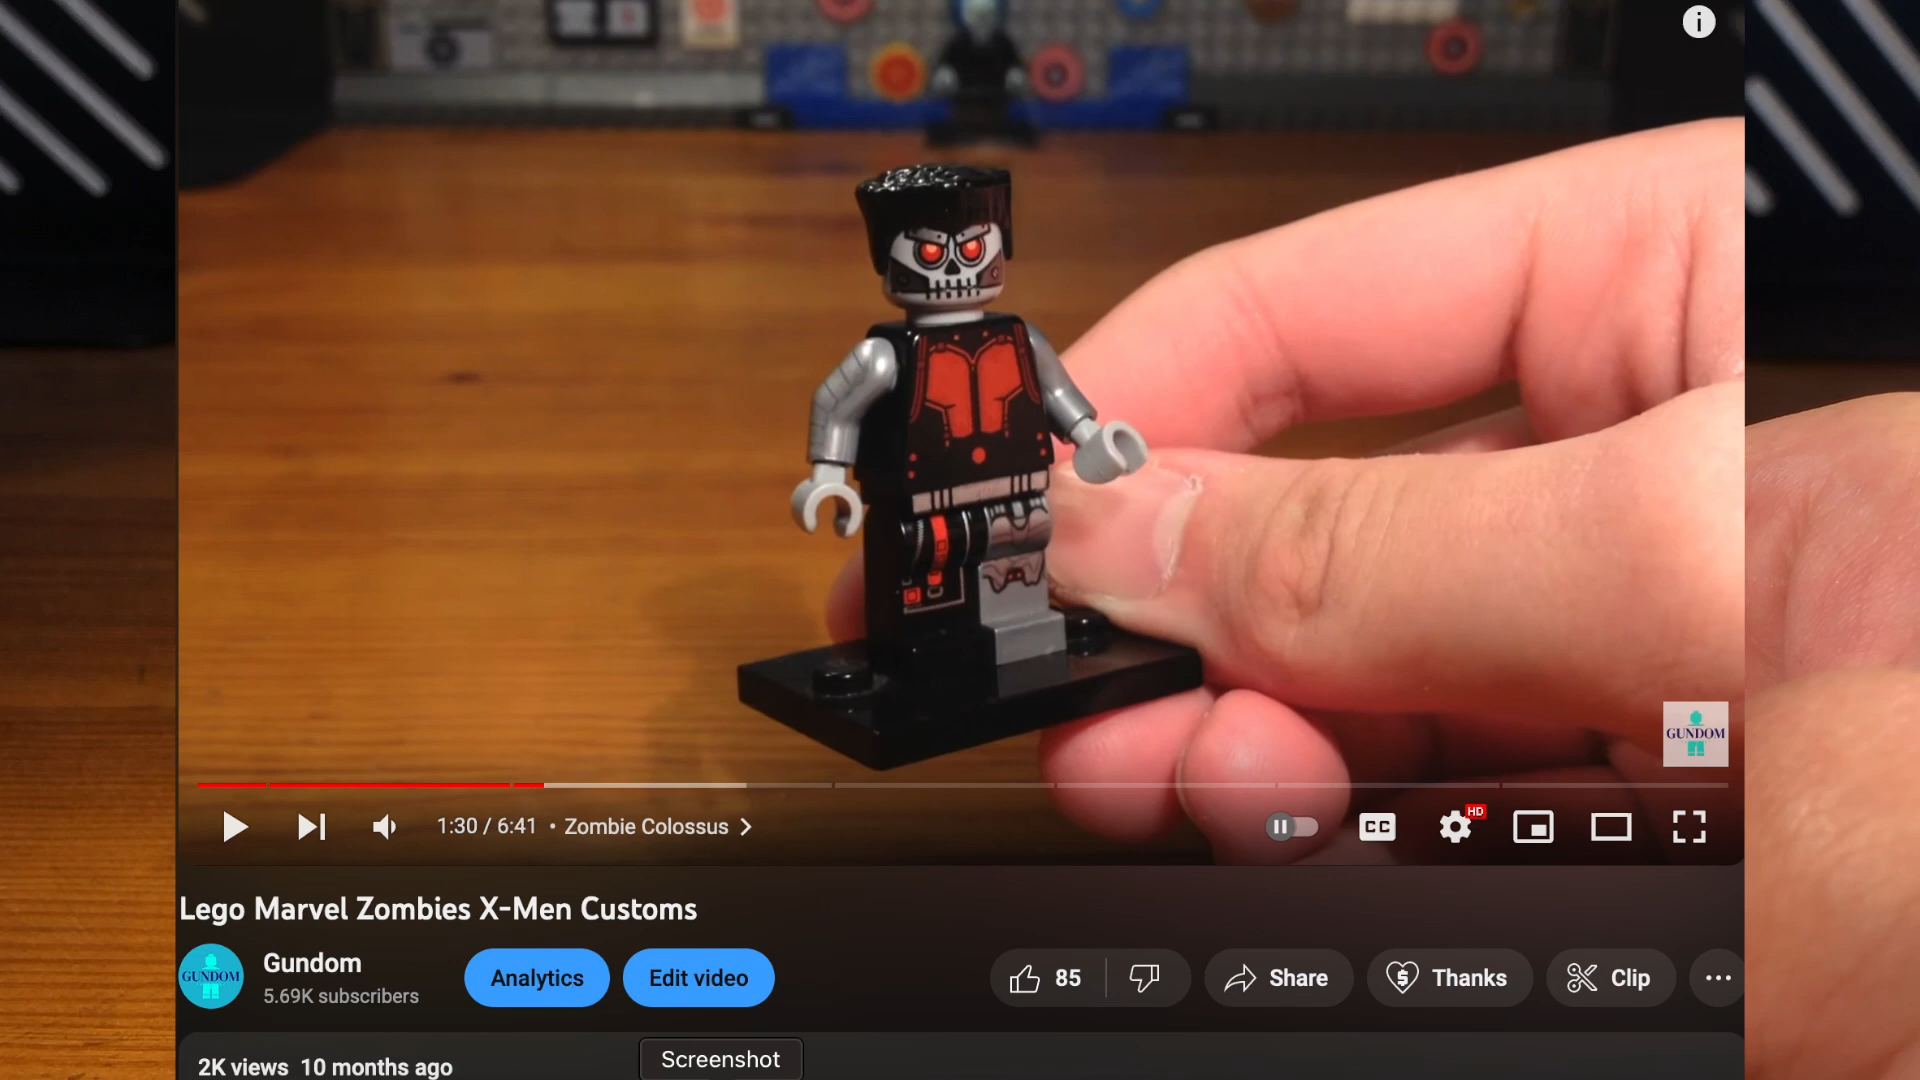 GUNDOM
HD
CC
1:30 / 6:41 • Zombie Colossus
Lego Marvel Zombies X-Men Customs
GUNDOM
Gundom
5.69K subscribers
Analytics
Edit video
85
Share
Thanks
Clip
2K views 10 months ago
Screenshot